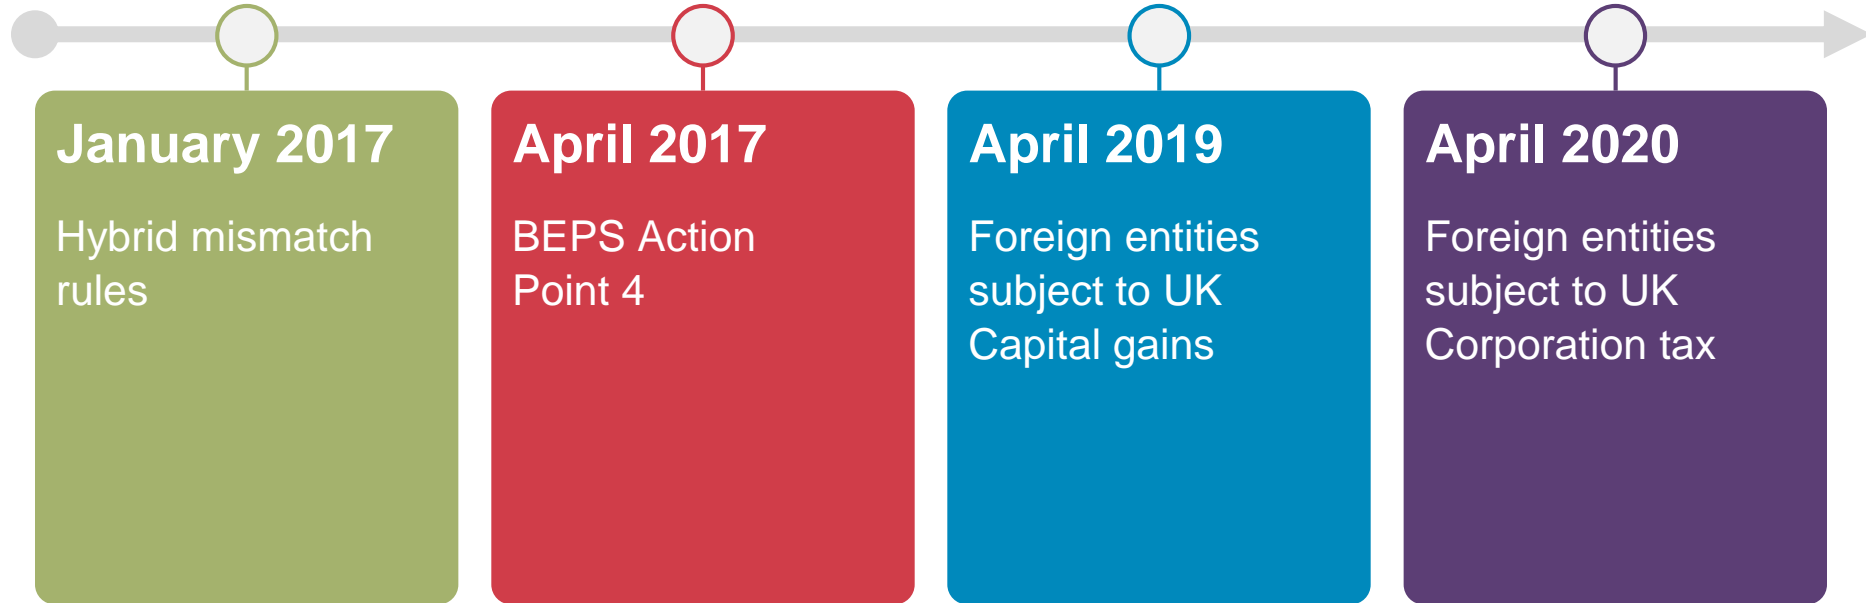 January 2017
Hybrid mismatch
rules
April 2017
BEPS Action
Point 4
April 2019
Foreign entities
subject to UK
Capital gains
April 2020
Foreign entities
subject to UK
Corporation tax